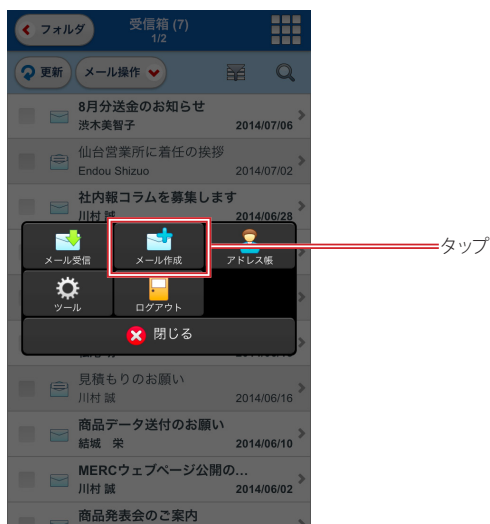 フォルダ
受信箱 (7)
1/2
更新
メール操作
8月分送金のお知らせ
渋木美智子
2014/07/06
仙台営業所に着任の挨拶
Endou Shizuo
2014/07/02
社内報コラムを募集します
川村 誠
2014/06/28
メール受信
メール作成
アドレス帳
タップ
ツール
ログアウト
閉じる
見積もりのお願い
川村 誠
2014/06/16
商品データ送付のお願い
結城 栄
2014/06/10
MERCウェブページ公開の...
川村 誠
2014/06/02
商品発表会のご案内